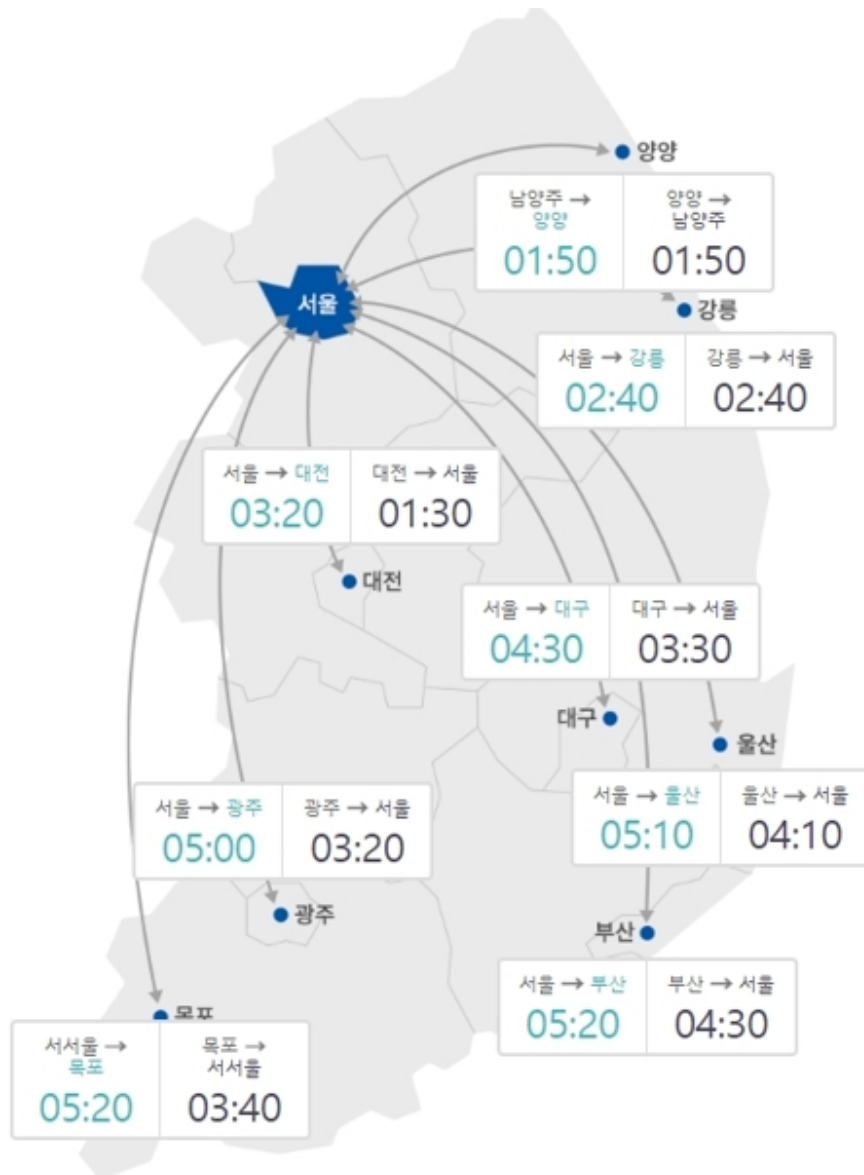 양양
남양주 → 양양
01:50
양양 → 남양주
01:50
서울
강릉
서울 → 강릉
02:40
강릉 → 서울
02:40
서울 → 대전
03:20
대전 → 서울
01:30
대전
서울 → 대구
04:30
대구 → 서울
03:30
대구
울산
서울 → 울산
05:10
울산 → 서울
04:10
서울 → 광주
05:00
광주 → 서울
03:20
광주
부산
서울 → 부산
05:20
부산 → 서울
04:30
목포
서서울 → 목포
05:20
목포 → 서서울
03:40